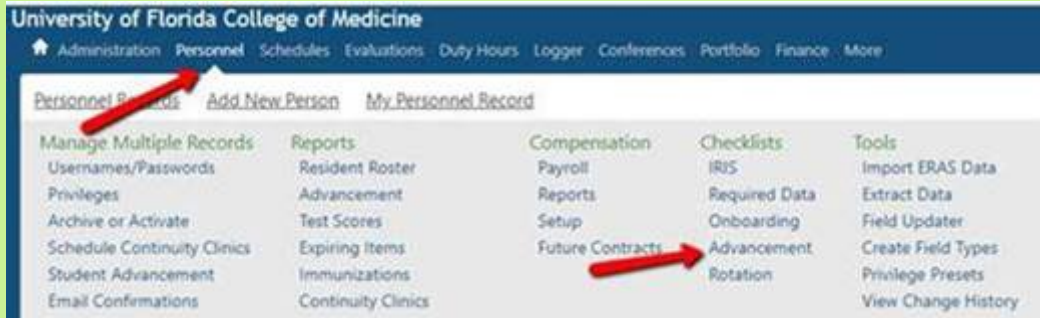 University of Florida College of Medicine
Administration Personnel Schedules Evaluations Duty Hours Logger Conferences Portfolio Finance More
Personnel Records Add New Person My Personnel Record
Manage Multiple Records Reports Compensation Checklists Tools
Usernames/Passwords Resident Roster Payroll IRIS Import ERAS Data
Privileges Advancement Reports Required Data Extract Data
Archive or Activate Test Scores Setup Onboarding Field Updater
Schedule Continuity Clinics Expiring Items Future Contracts Advancement Create Field Types
Student Advancement Immunizations Rotation Privilege Presets
Email Confirmations Continuity Clinics View Change History